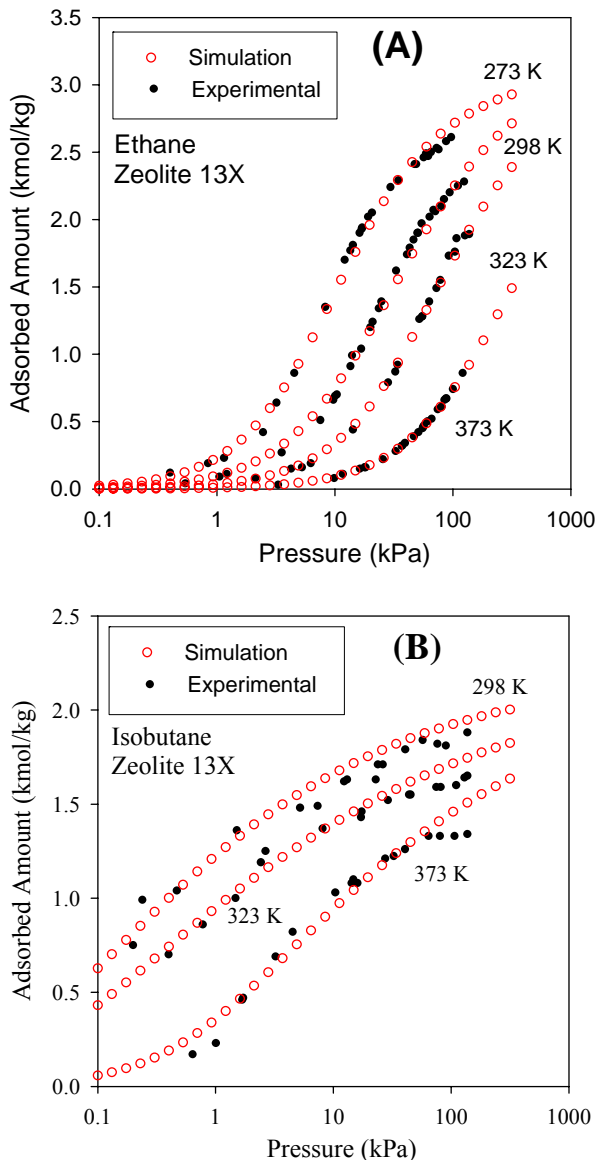 (A)
Simulation
Experimental
Ethane
Zeolite 13X
273 K
298 K
323 K
373 K
3.5
3.0
2.5
2.0
1.5
1.0
0.5
0.0
Adsorbed Amount (kmol/kg)
0.1 1 10 100 1000
Pressure (kPa)
(B)
Simulation
Experimental
Isobutane
Zeolite 13X
298 K
323 K
373 K
2.5
2.0
1.5
1.0
0.5
0.0
Adsorbed Amount (kmol/kg)
0.1 1 10 100 1000
Pressure (kPa)